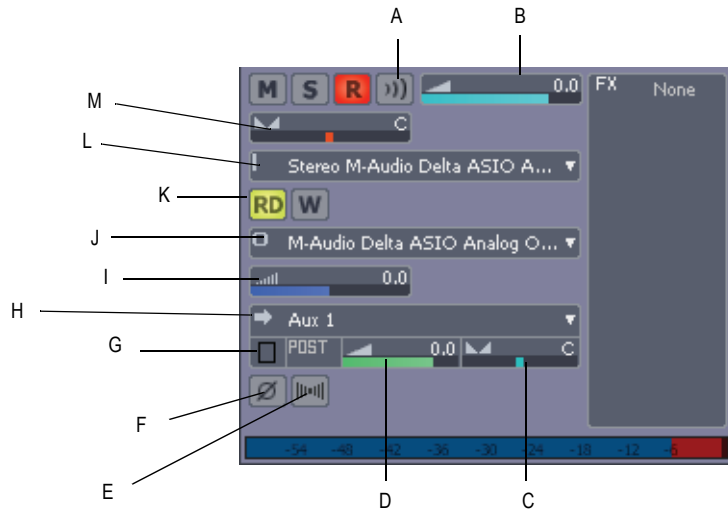 A B
M S R 0.0 FX None
M C
L Stereo M-Audio Delta ASIO A...
K RD W
J M-Audio Delta ASIO Analog O...
I 0.0
H Aux 1
G POST 0.0 C
F
E D C
-54 -48 -42 -36 -30 -24 -18 -12 -6